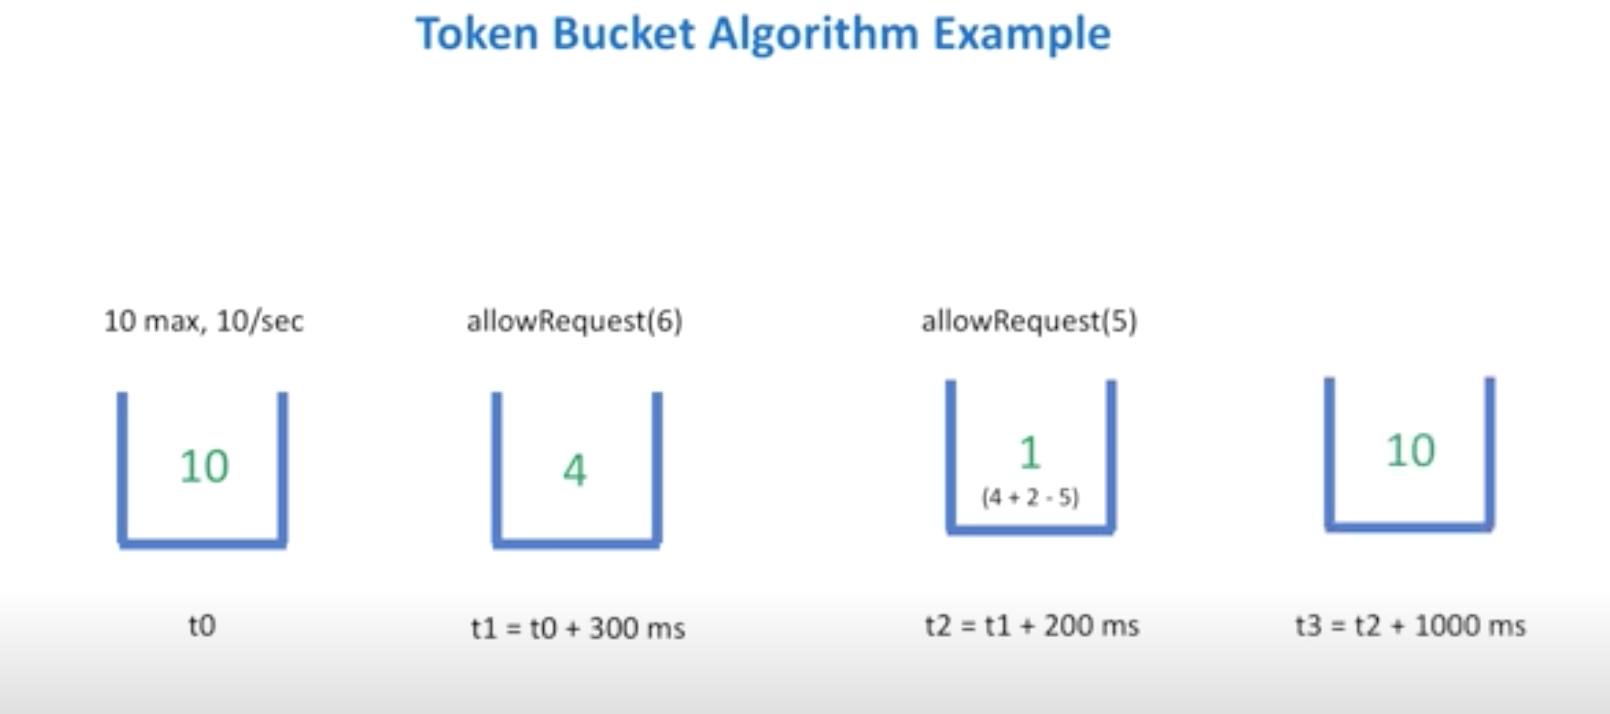 Token Bucket Algorithm Example
10 max, 10/sec
allowRequest(6)
allowRequest(5)
10
4
1
(4 + 2 - 5)
10
t0
t1 = t0 + 300 ms
t2 = t1 + 200 ms
t3 = t2 + 1000 ms